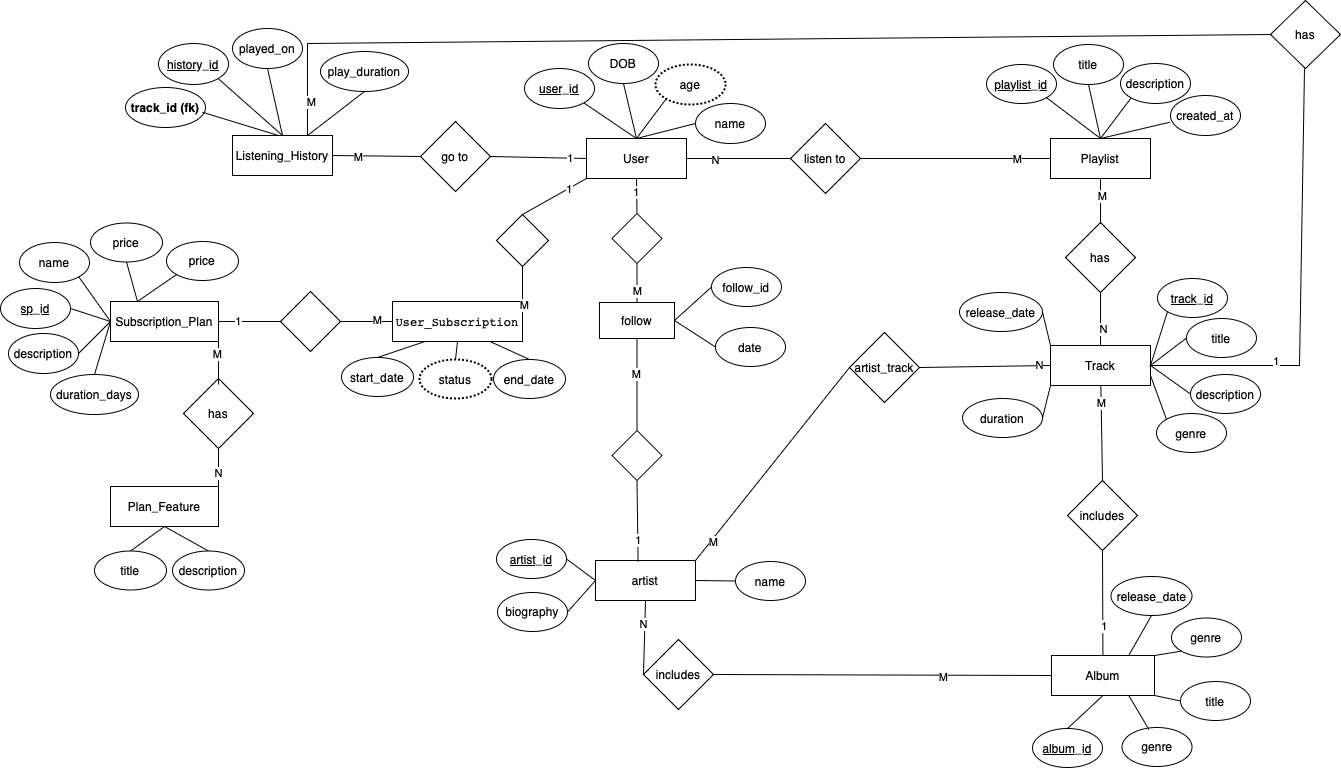 has
played_on
history_id
play_duration
track_id (fk)
M
Listening_History
M
go to
1
DOB
user_id
age
name
User
N
listen to
M
title
playlist_id
description
created_at
Playlist
1
1
M
has
M
M
N
price
name
price
sp_id
Subscription_Plan
description
duration_days
1
M
User_Subscription
start_date
status
end_date
M
has
N
Plan_Feature
title
description
follow_id
follow
date
M
1
artist_track
N
M
release_date
track_id
title
Track
1
description
duration
genre
M
includes
1
artist_id
artist
name
biography
N
includes
M
release_date
genre
Album
title
album_id
genre